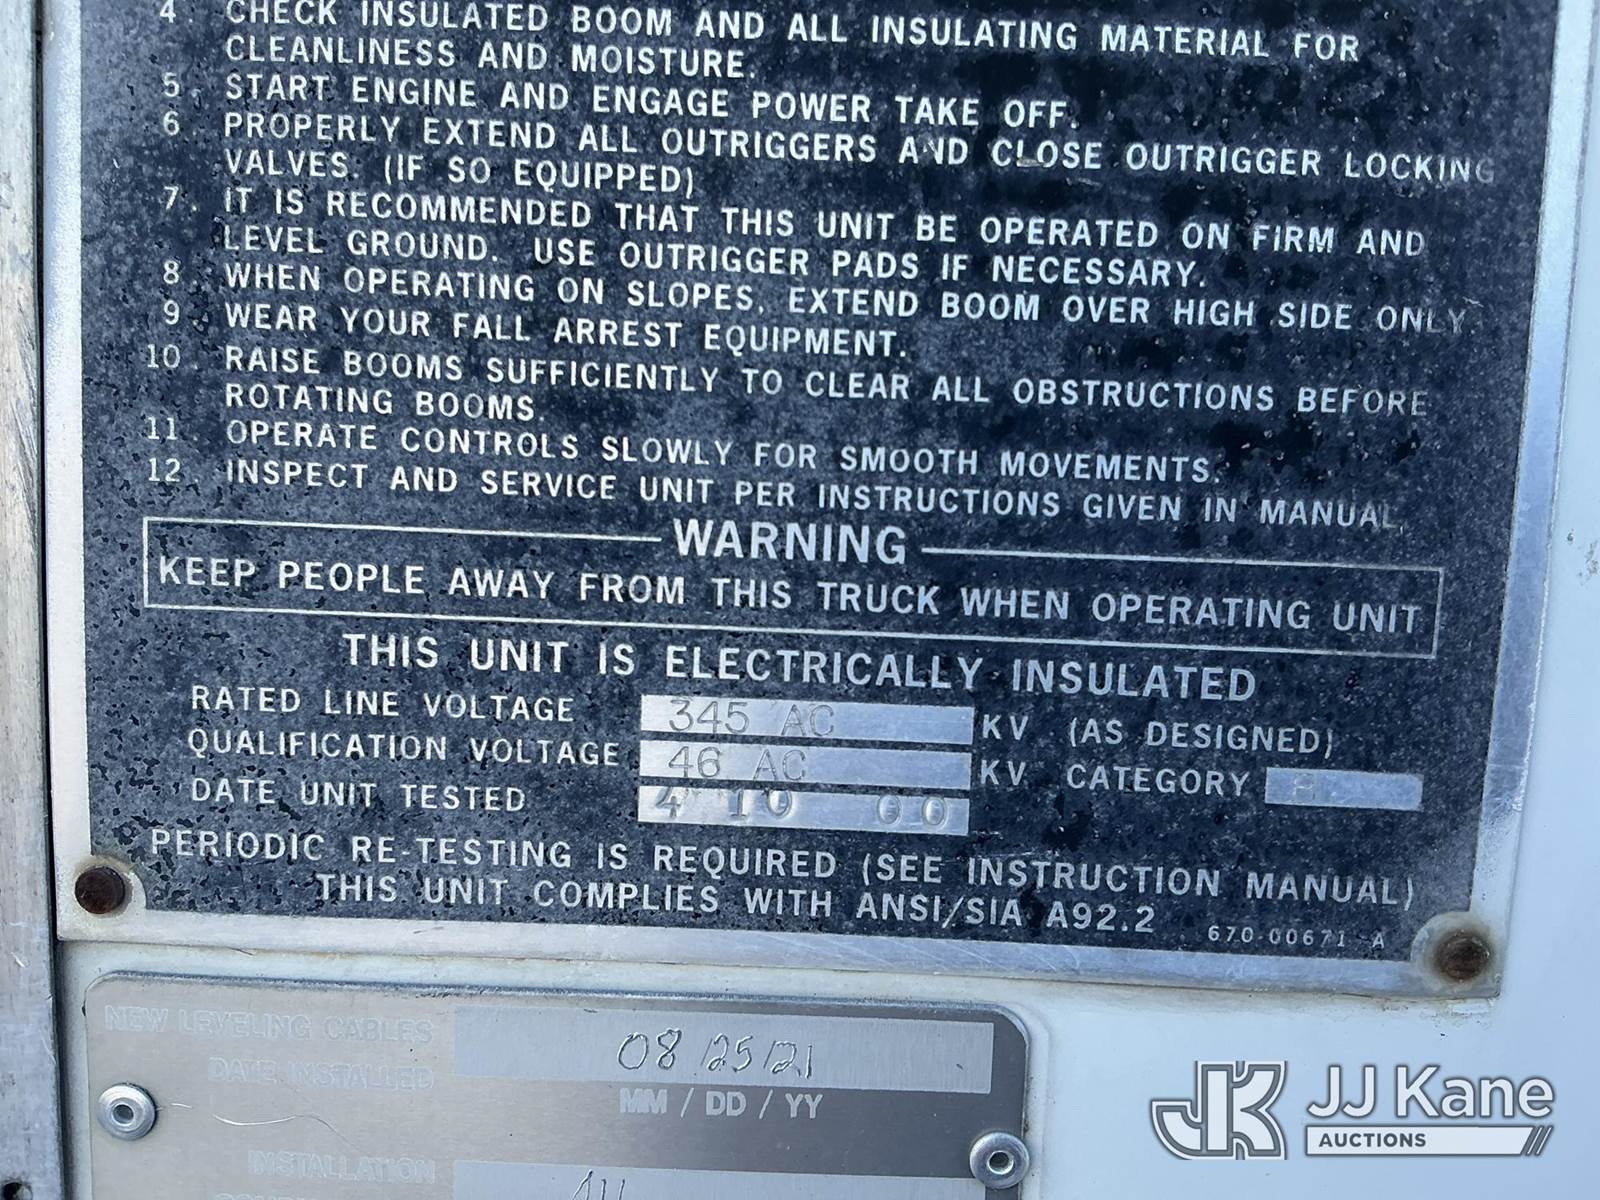 4. CHECK INSULATED BOOM AND ALL INSULATING MATERIAL FOR
CLEANLINESS AND MOISTURE.
5. START ENGINE AND ENGAGE POWER TAKE OFF.
6. PROPERLY EXTEND ALL OUTRIGGERS AND CLOSE OUTRIGGER LOCKING
VALVES. (IF SO EQUIPPED)
7. IT IS RECOMMENDED THAT THIS UNIT BE OPERATED ON FIRM AND
LEVEL GROUND. USE OUTRIGGER PADS IF NECESSARY.
8. WHEN OPERATING ON SLOPES, EXTEND BOOM OVER HIGH SIDE ONLY.
9. WEAR YOUR FALL ARREST EQUIPMENT.
10. RAISE BOOMS SUFFICIENTLY TO CLEAR ALL OBSTRUCTIONS BEFORE
ROTATING BOOMS.
11. OPERATE CONTROLS SLOWLY FOR SMOOTH MOVEMENTS.
12. INSPECT AND SERVICE UNIT PER INSTRUCTIONS GIVEN IN MANUAL.
WARNING
KEEP PEOPLE AWAY FROM THIS TRUCK WHEN OPERATING UNIT
THIS UNIT IS ELECTRICALLY INSULATED
RATED LINE VOLTAGE 345 AC KV (AS DESIGNED)
QUALIFICATION VOLTAGE 46 AC KV CATEGORY B
DATE UNIT TESTED 4 10 00
PERIODIC RE-TESTING IS REQUIRED (SEE INSTRUCTION MANUAL)
THIS UNIT COMPLIES WITH ANSI/SIA A92.2
670-00671-A
NEW LEVELING CABLES
DATE INSTALLED 08/25/21
MM / DD / YY
INSTALLATION
JJ Kane
AUCTIONS